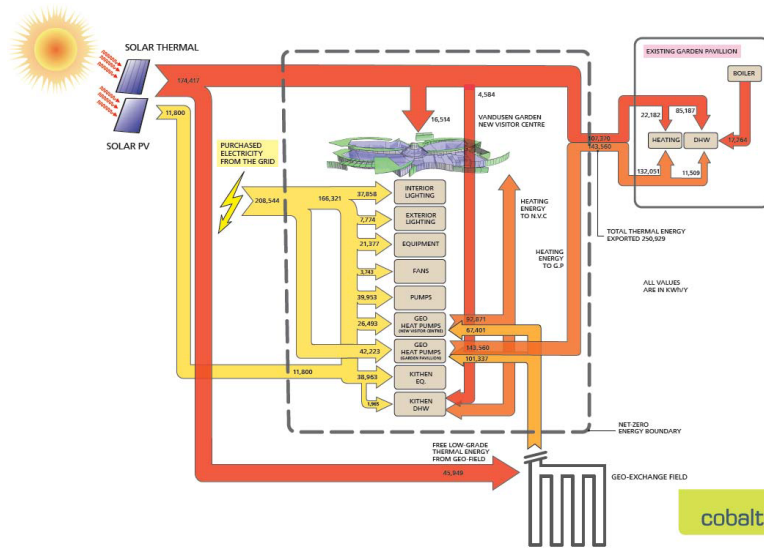 SOLAR THERMAL
174,417
11,800
SOLAR PV
PURCHASED
ELECTRICITY
FROM THE GRID
208,544
166,321
16,514
4,584
VANDUSEN GARDEN
NEW VISITOR CENTRE
37,858
INTERIOR
LIGHTING
7,774
EXTERIOR
LIGHTING
21,377
EQUIPMENT
3,743
FANS
39,953
PUMPS
26,493
GEO
HEAT PUMPS
(NEW VISITOR CENTRE)
92,871
67,401
42,223
GEO
HEAT PUMPS
(GARDEN PAVILLION)
143,560
101,337
11,800
38,963
KITHEN
EQ.
1,965
KITHEN
DHW
HEATING
ENERGY
TO N.V.C
HEATING
ENERGY
TO G.P
107,370
143,560
EXISTING GARDEN PAVILLION
BOILER
22,182
85,187
HEATING
DHW
17,264
132,051
11,509
TOTAL THERMAL ENERGY
EXPORTED 250,929
ALL VALUES
ARE IN KWH/Y
NET-ZERO
ENERGY BOUNDARY
FREE LOW-GRADE
THERMAL ENERGY
FROM GEO-FIELD
45,948
GEO-EXCHANGE FIELD
cobalt